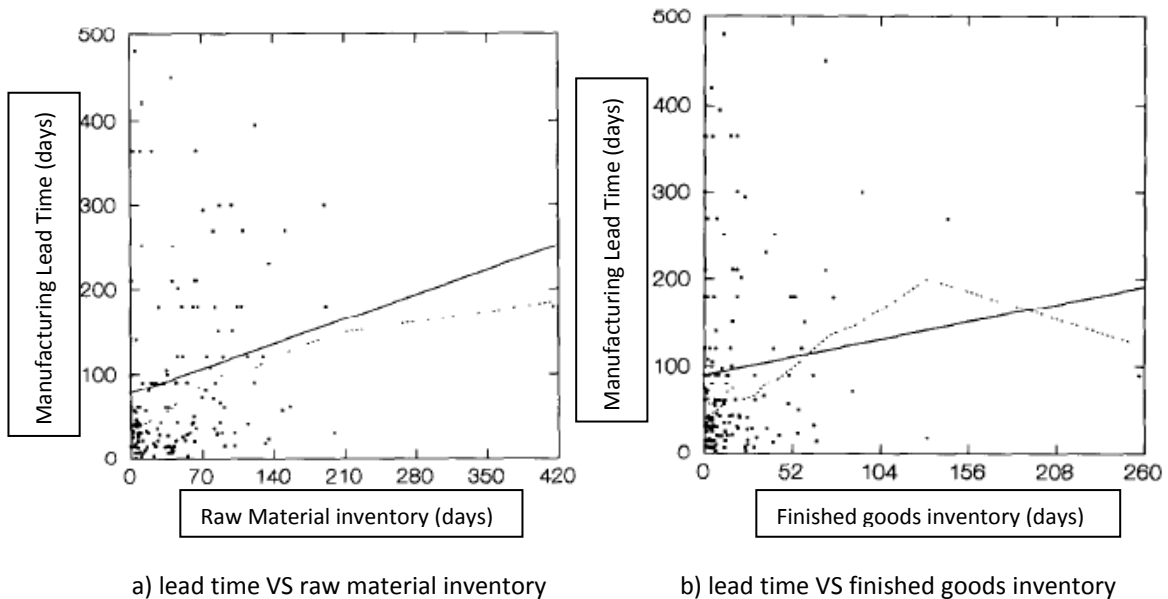 500
400
300
200
100
0
Manufacturing Lead Time (days)
0 70 140 210 280 350 420
Raw Material inventory (days)
a) lead time VS raw material inventory
500
400
300
200
100
0
Manufacturing Lead Time (days)
0 52 104 156 208 260
Finished goods inventory (days)
b) lead time VS finished goods inventory